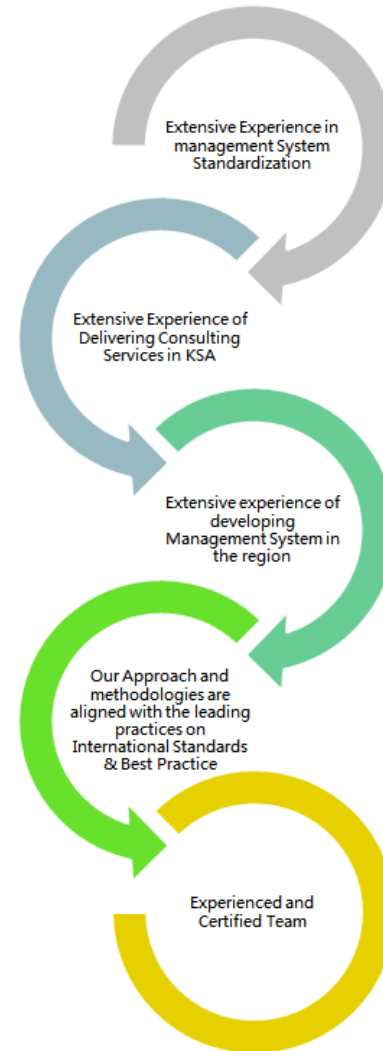 Extensive Experience in
management System
Standardization
Extensive Experience of
Delivering Consulting
Services in KSA
Extensive experience of
developing
Management System in
the region
Our Approach and
methodologies are
aligned with the leading
practices on
International Standards
& Best Practice
Experienced and
Certified Team